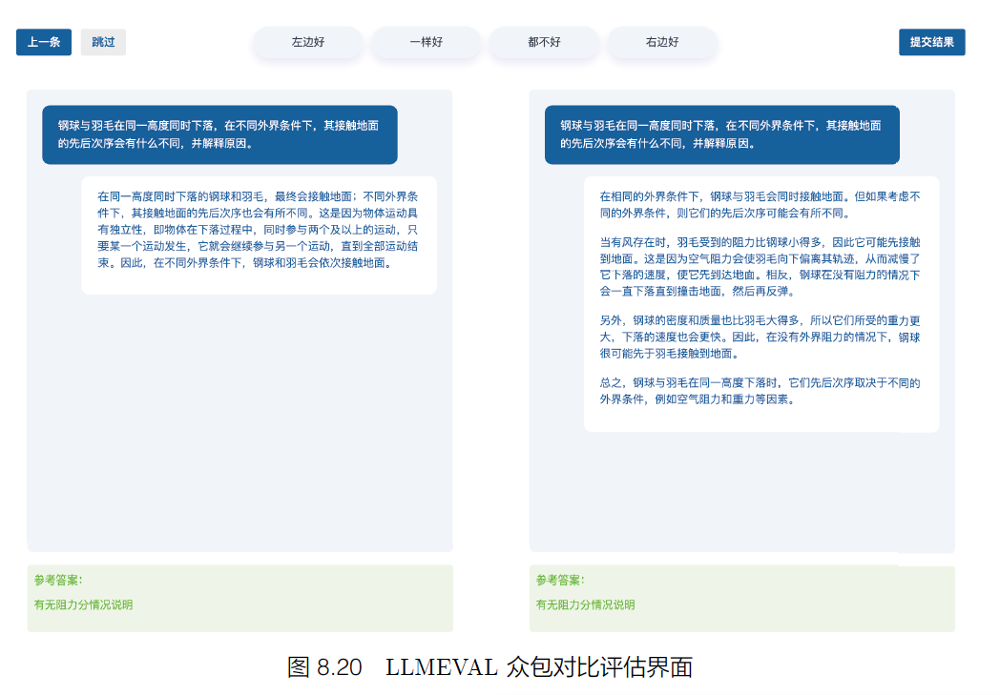 上一条 跳过 左边好 一样好 都不好 右边好 提交结果
钢球与羽毛在同一高度同时下落，在不同外界条件下，其接触地面
的先后次序会有什么不同，并解释原因。
在同一高度同时下落的钢球和羽毛，最终会接触地面；不同外界条
件下，其接触地面的先后次序也会有所不同。这是因为物体运动具
有独立性，即物体在下落过程中，同时参与两个及以上的运动，只
要某一个运动发生，它就会继续参与另一个运动，直到全部运动结
束。因此，在不同外界条件下，钢球和羽毛会依次接触地面。
参考答案：
有无阻力分情况说明
钢球与羽毛在同一高度同时下落，在不同外界条件下，其接触地面
的先后次序会有什么不同，并解释原因。
在相同的外界条件下，钢球与羽毛会同时接触地面。但如果考虑不
同的外界条件，则它们的先后次序可能会有所不同。
当有风存在时，羽毛受到的阻力比钢球小得多，因此它可能先接触
到地面。这是因为空气阻力会使羽毛向下偏离其轨迹，从而减慢了
它下落的速度，便它先到达地面。相反，钢球在没有阻力的情况下
会一直下落直到撞击地面，然后再反弹。
另外，钢球的密度和质量也比羽毛大得多，所以它们所受的重力更
大，下落的速度也会更快。因此，在没有外界阻力的情况下，钢球
很可能先于羽毛接触到地面。
总之，钢球与羽毛在同一高度下落时，它们先后次序取决于不同的
外界条件，例如空气阻力和重力等因素。
参考答案：
有无阻力分情况说明
图 8.20 LLMEVAL 众包对比评估界面